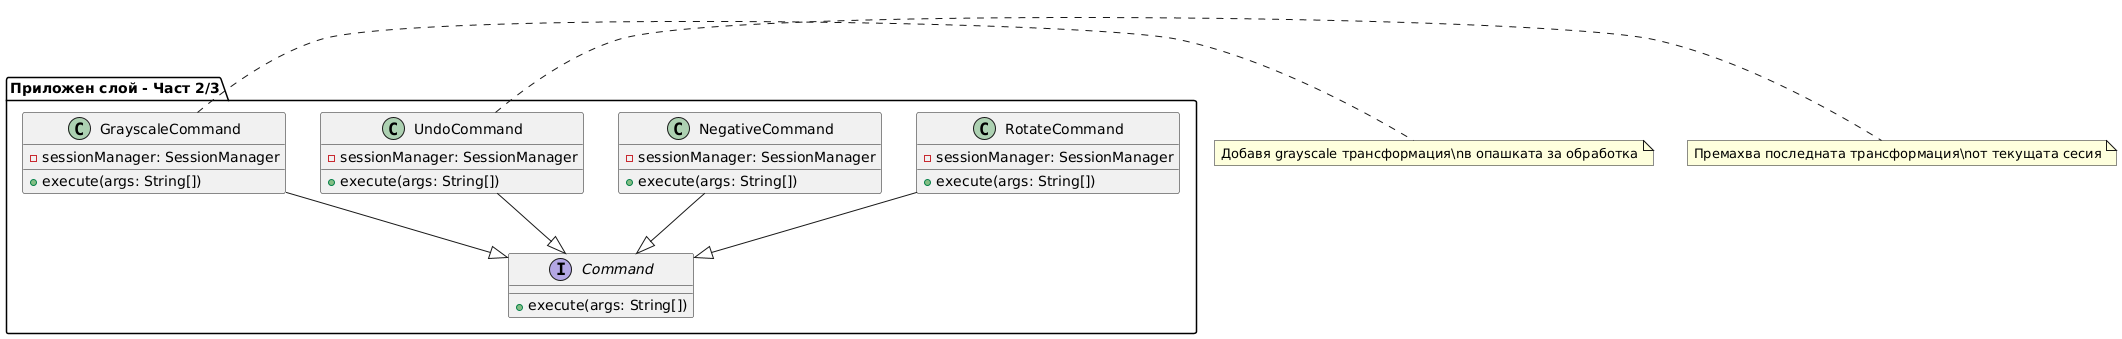 Приложен слой - Част 2/3
C GrayscaleCommand
sessionManager: SessionManager
execute(args: String[])
C UndoCommand
sessionManager: SessionManager
execute(args: String[])
C NegativeCommand
sessionManager: SessionManager
execute(args: String[])
C RotateCommand
sessionManager: SessionManager
execute(args: String[])
Добавя grayscale трансформация\nв опашката за обработка
Премахва последната трансформация\nот текущата сесия
I Command
execute(args: String[])